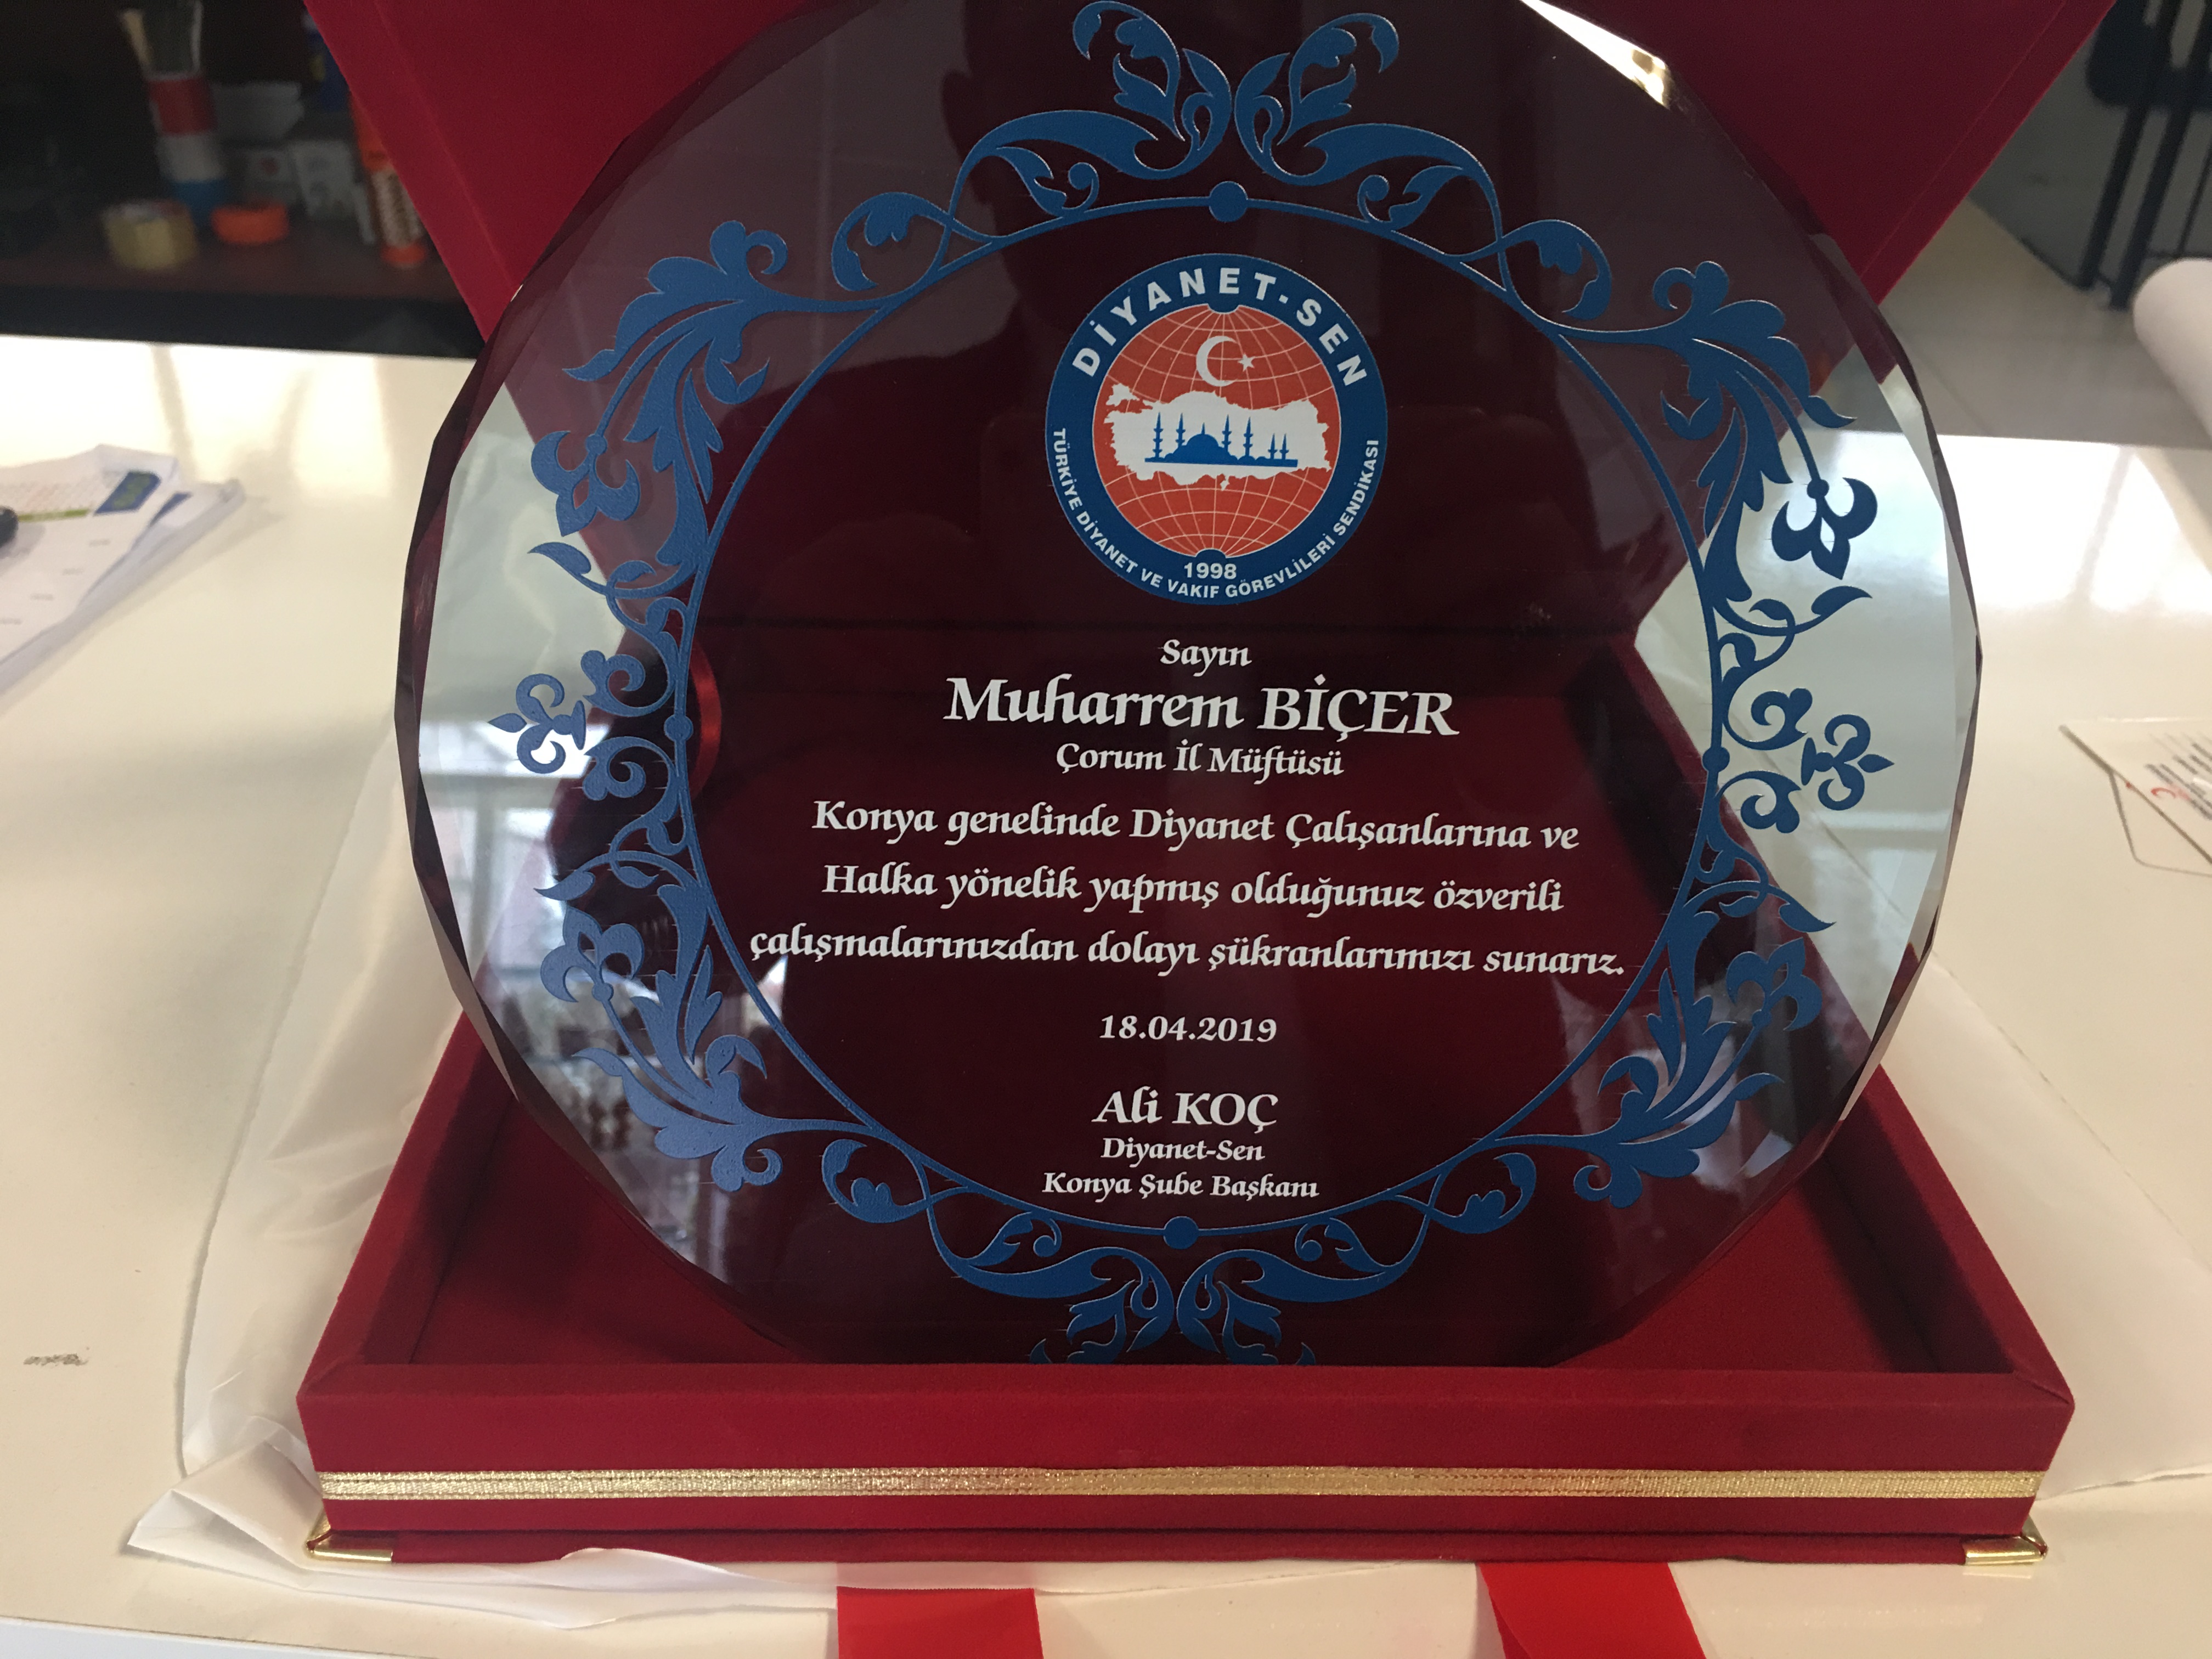 DİYANET-SEN
1998
TÜRKİYE DİYANET VE VAKIF GÖREVLİLERİ SENDİKASI
Sayın
Muharrem BİÇER
Çorum İl Müftüsü
Konya genelinde Diyanet Çalışanlarına ve
Halka yönelik yapmış olduğunuz özverili
çalışmalarınızdan dolayı şükranlarımızı sunarız.
18.04.2019
Ali KOÇ
Diyanet-Sen
Konya Şube Başkanı